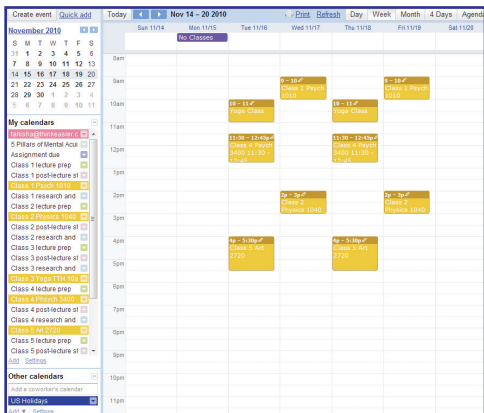 Create event Quick add Today Nov 14 – 20 2010 Print Refresh Day Week Month 4 Days Agenda
November 2010
S M T W T F S
31 1 2 3 4 5 6
7 8 9 10 11 12 13
14 15 16 17 18 19 20
21 22 23 24 25 26 27
28 29 30 1 2 3 4
5 6 7 8 9 10 11
My calendars
tanisha@thinkeasier.c
5 Pillars of Mental Acui
Assignment due
Class 1 lecture prep
Class 1 post-lecture st
Class 1 Psych 1010
Class 1 research and
Class 2 lecture prep
Class 2 Physics 1040
Class 2 post-lecture st
Class 2 research and
Class 3 lecture prep
Class 3 post-lecture st
Class 3 research and
Class 3 Yoga TTH 10a
Class 4 lecture prep
Class 4 Phsych 3400
Class 4 post-lecture st
Class 4 research and
Class 5 Art 2720
Class 5 lecture prep
Class 5 post-lecture st
Add Settings
Other calendars
Add a coworker's calendar
US Holidays
Add ▼ Settings
Sun 11/14 Mon 11/15 Tue 11/16 Wed 11/17 Thu 11/18 Fri 11/19 Sat 11/20
No Classes
8am
9am
9 – 10
Class 1 Psych
1010
9 – 10
Class 1 Psych
1010
10am
10 – 11
Yoga Class
10 – 11
Yoga Class
11am
11:30 – 12:45p
Class 4 Psych
3400 11:30 -
11:30 – 12:45p
Class 4 Psych
3400 11:30 -
12pm
1pm
2pm
2p – 3p
Class 2
Physics 1040
2p – 3p
Class 2
Physics 1040
3pm
4pm
4p – 5:30p
Class 5 Art
2720
4p – 5:30p
Class 5 Art
2720
5pm
6pm
7pm
8pm
9pm
10pm
11pm